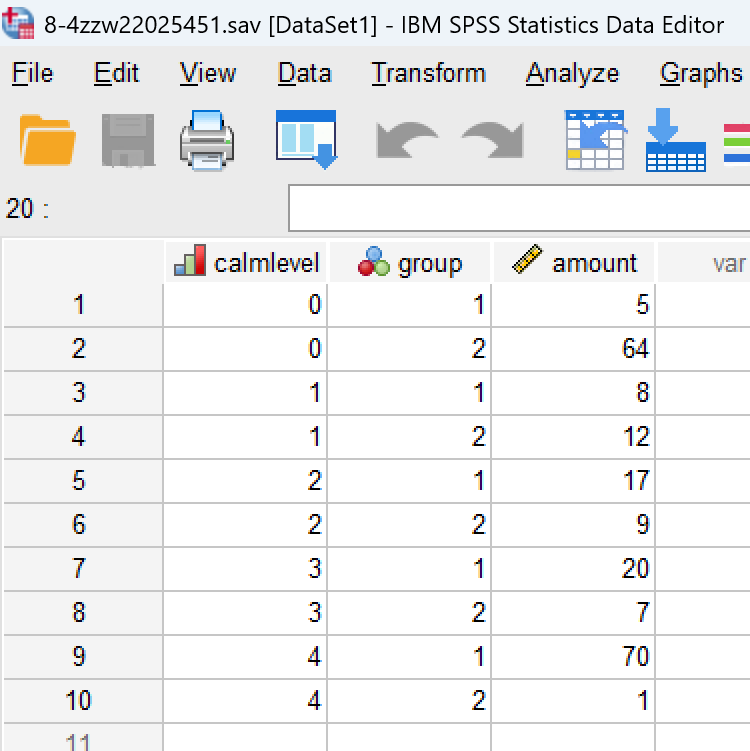 8-4zzw22025451.sav [DataSet1] - IBM SPSS Statistics Data Editor
File Edit View Data Transform Analyze Graphs
20 :
calmlevel group amount var
1 0 1 5
2 0 2 64
3 1 1 8
4 1 2 12
5 2 1 17
6 2 2 9
7 3 1 20
8 3 2 7
9 4 1 70
10 4 2 1
11